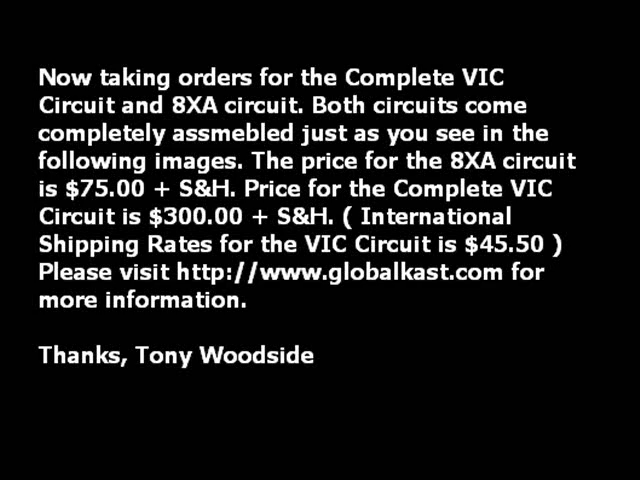 Now taking orders for the Complete VIC
Circuit and 8XA circuit. Both circuits come
completely assmebled just as you see in the
following images. The price for the 8XA circuit
is $75.00 + S&H. Price for the Complete VIC
Circuit is $300.00 + S&H. ( International
Shipping Rates for the VIC Circuit is $45.50 )
Please visit http://www.globalkast.com for
more information.
Thanks, Tony Woodside